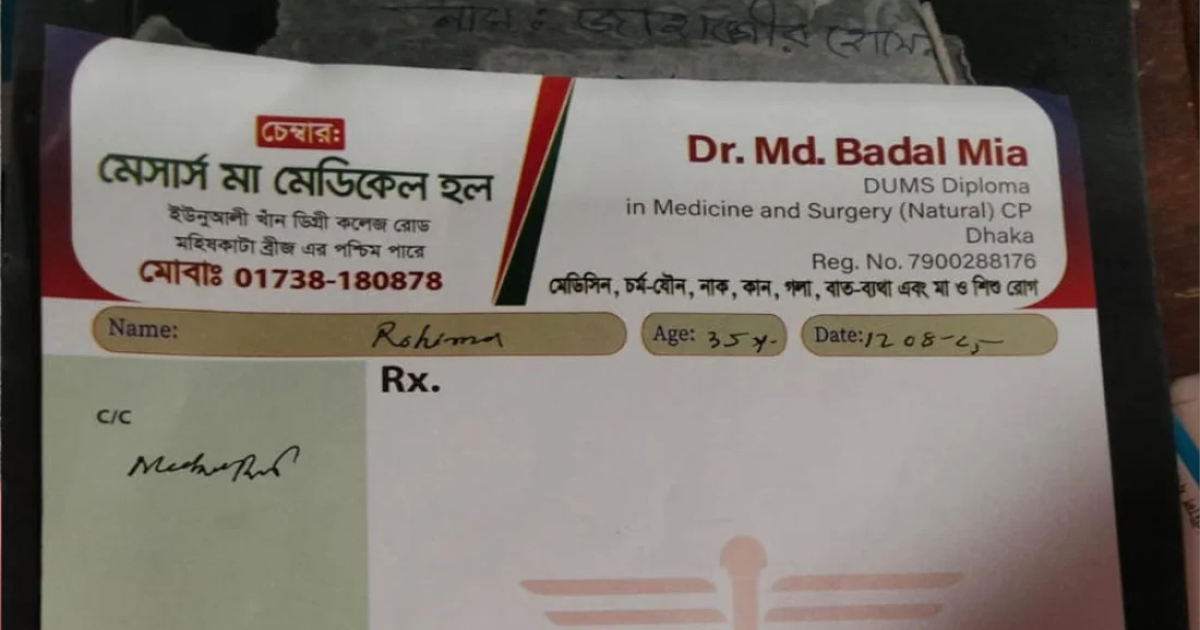 নাম : জাহাঙ্গীর হোসেন
চেম্বার:
মেসার্স মা মেডিকেল হল
ইউনুআলী খাঁন ডিগ্রী কলেজ রোড
মহিষকাটা ব্রীজ এর পশ্চিম পারে
মোবাঃ 01738-180878
Dr. Md. Badal Mia
DUMS Diploma
in Medicine and Surgery (Natural) CP
Dhaka
Reg. No. 7900288176
মেডিসিন, চর্ম-যৌন, নাক, কান, গলা, বাত-ব্যথা এবং মা ও শিশু রোগ
Name: Rohima Age: 35 y- Date: 12 08-25
Rx.
C/C